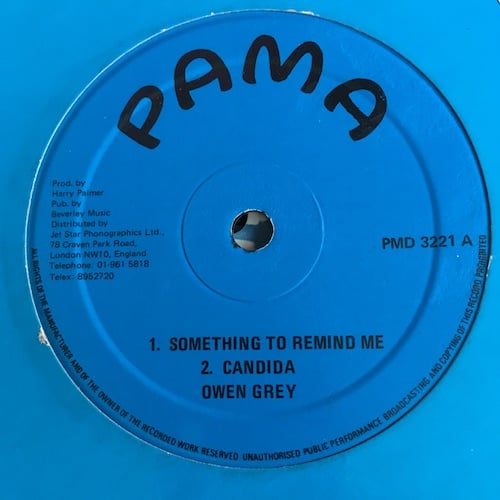 PAMA
Prod. by
Harry Palmer
Pub. by
Beverley Music
Distributed by
Jet Star Phonographics Ltd.,
78 Craven Park Road,
London NW10, England
Telephone: 01-961 5818
Telex: 8952720
PMD 3221 A
1. SOMETHING TO REMIND ME
2. CANDIDA
OWEN GREY
ALL RIGHTS OF THE MANUFACTURER AND OF THE OWNER OF THE RECORDED WORK RESERVED UNAUTHORISED PUBLIC PERFORMANCE BROADCASTING AND COPYING OF THIS RECORD PROHIBITED